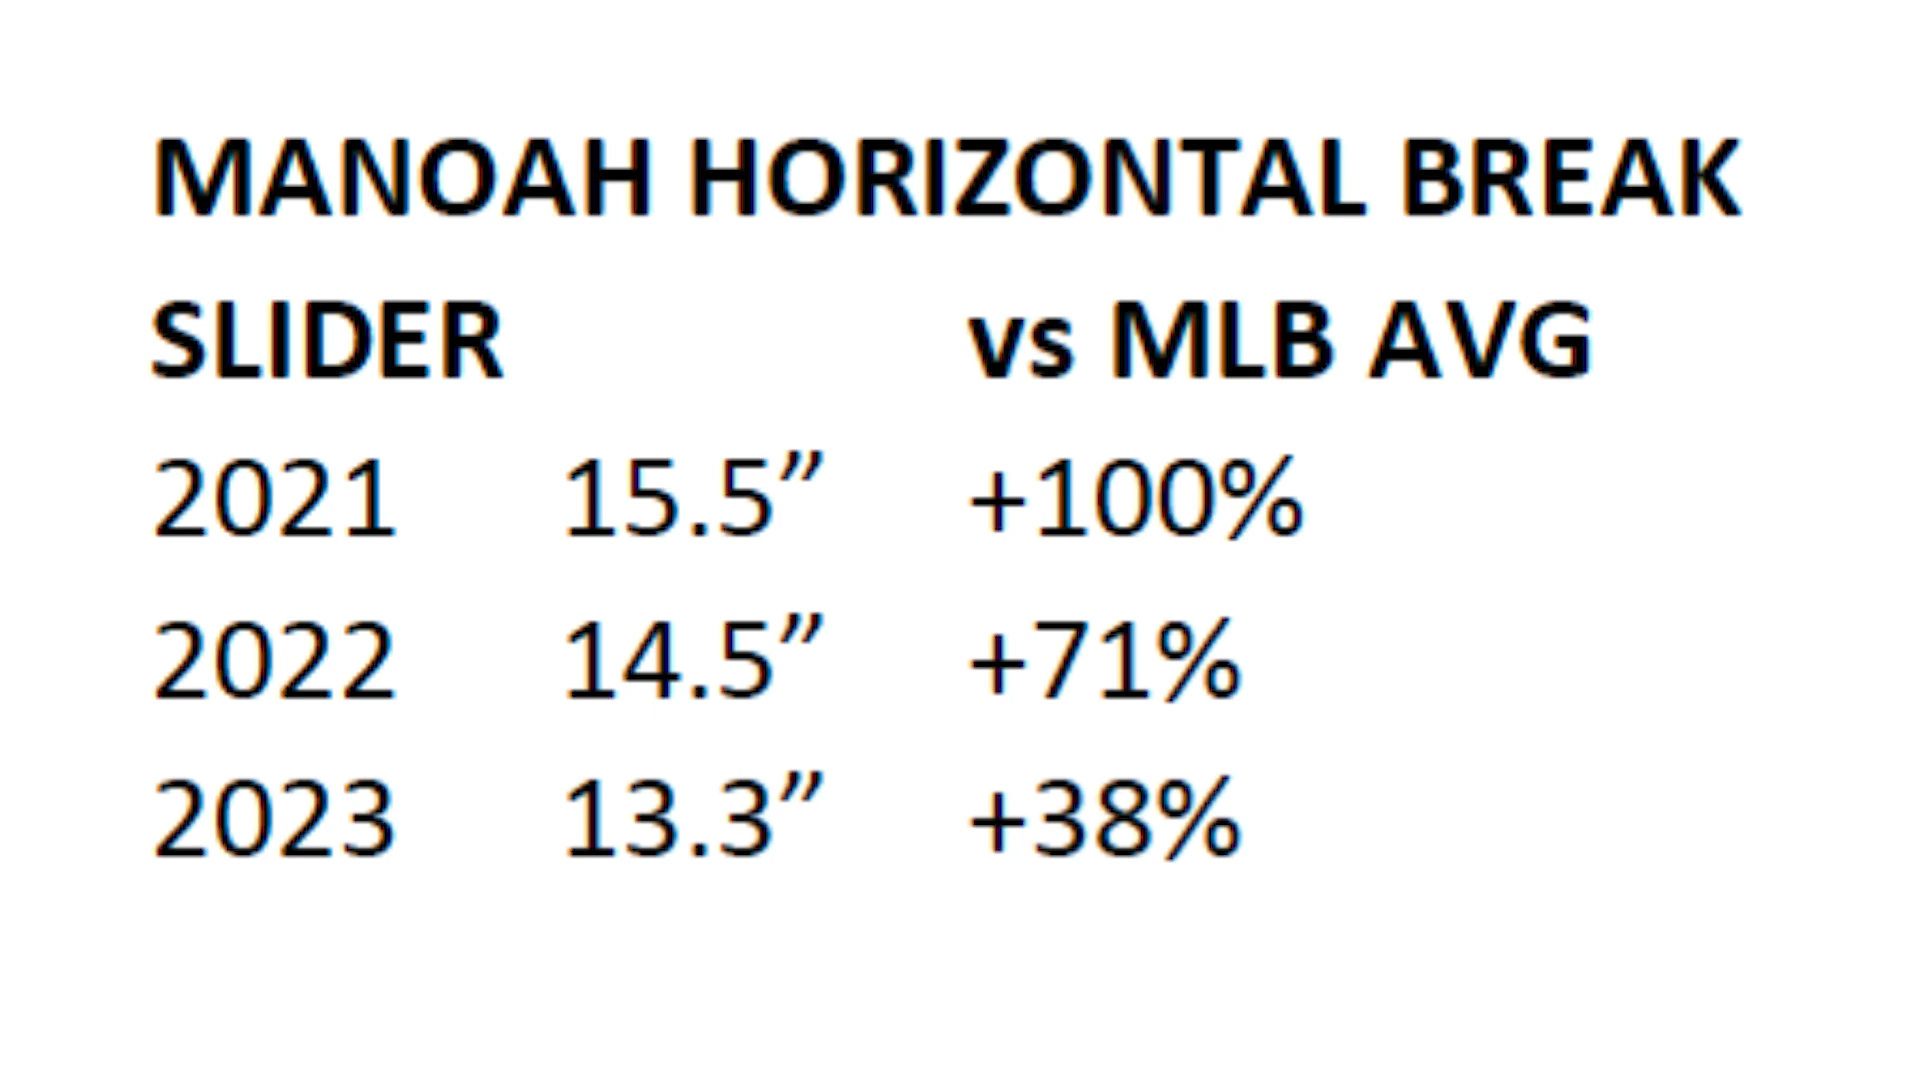 MANOAH HORIZONTAL BREAK
SLIDER vs MLB AVG
2021 15.5” +100%
2022 14.5” +71%
2023 13.3” +38%